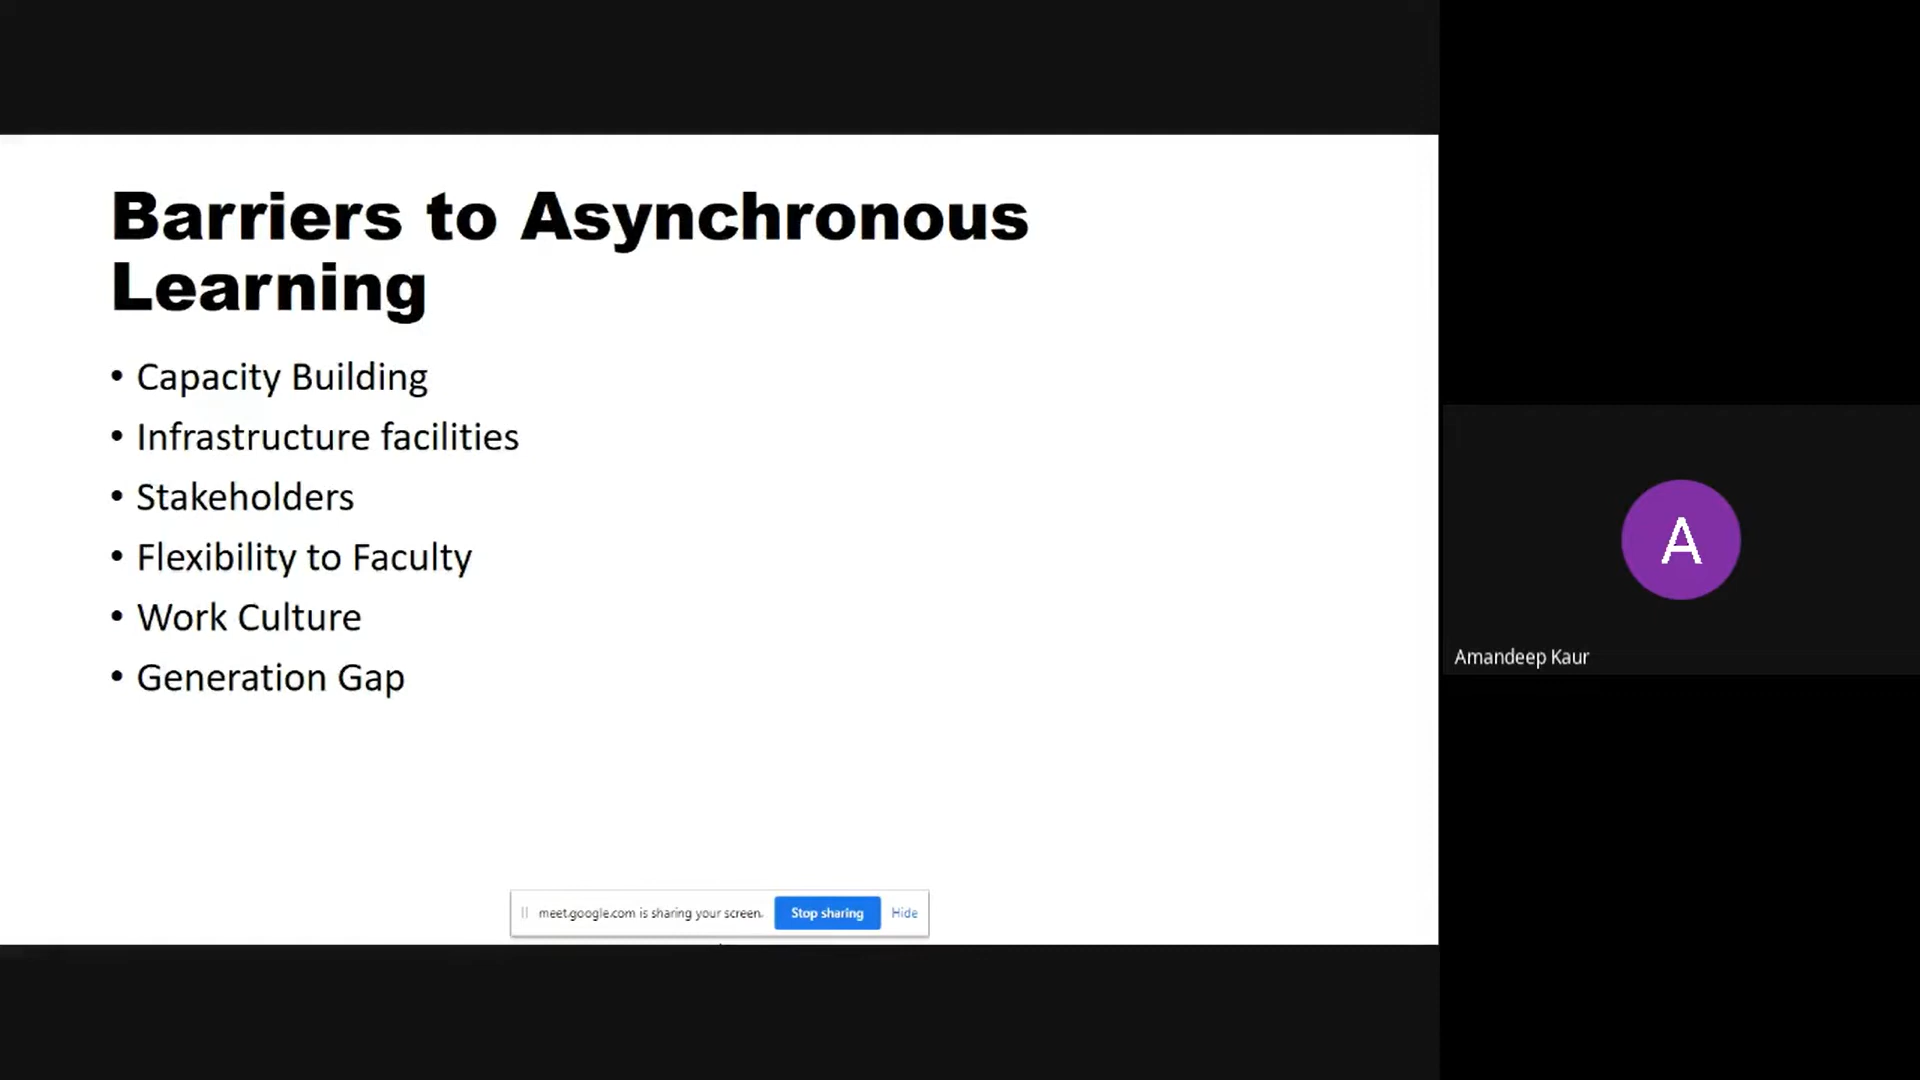 Barriers to Asynchronous
Learning
• Capacity Building
• Infrastructure facilities
• Stakeholders
• Flexibility to Faculty
• Work Culture
• Generation Gap
meet.google.com is sharing your screen. Stop sharing Hide
A
Amandeep Kaur